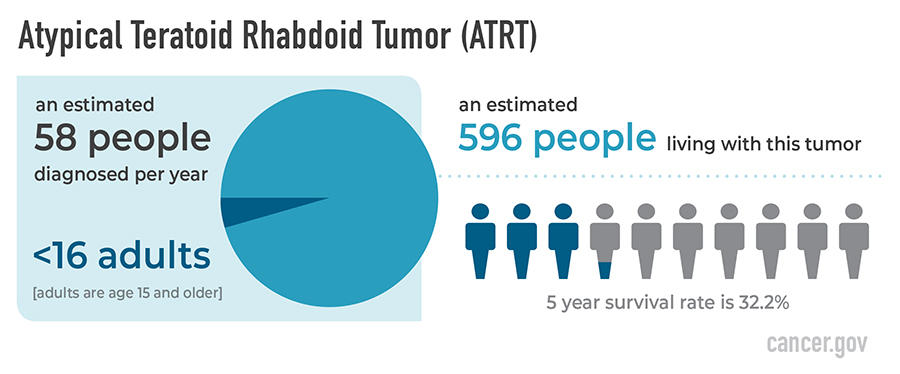 Atypical Teratoid Rhabdoid Tumor (ATRT)
an estimated
58 people
diagnosed per year
<16 adults
[adults are age 15 and older]
an estimated
596 people living with this tumor
5 year survival rate is 32.2%
cancer.gov